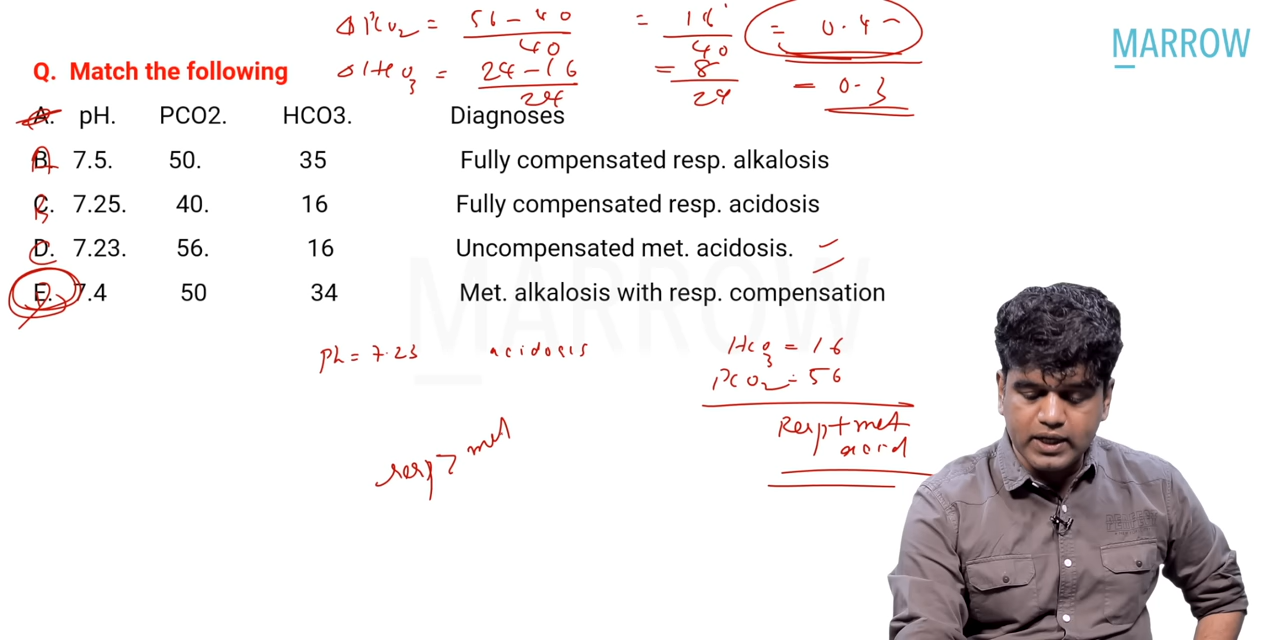 ΔPCO2 = 56 - 40 / 40 = 16 / 40 = 0.4
MARROW
Q. Match the following
ΔHCO3 = 24 - 16 / 24 = 8 / 24 = 0.3
A. pH. PCO2. HCO3. Diagnoses
A B. 7.5. 50. 35 Fully compensated resp. alkalosis
B C. 7.25. 40. 16 Fully compensated resp. acidosis
C D. 7.23. 56. 16 Uncompensated met. acidosis.
D E. 7.4 50 34 Met. alkalosis with resp. compensation
MARROW
pH = 7.23 acidosis
HCO3 = 16
PCO2 = 56
Resp + met
acid
resp > met